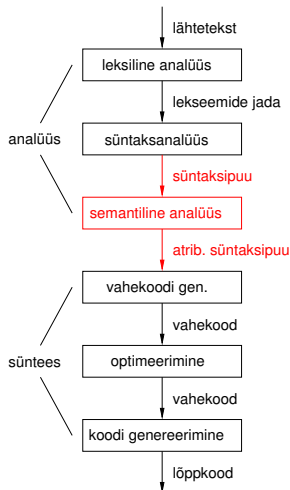 lähtetekst
leksiline analüüs
lekseemide jada
analüüs
süntaksanalüüs
süntaksipuu
semantiline analüüs
atrib. süntaksipuu
vahekoodi gen.
vahekood
süntees
optimeerimine
vahekood
koodi genereerimine
lõppkood